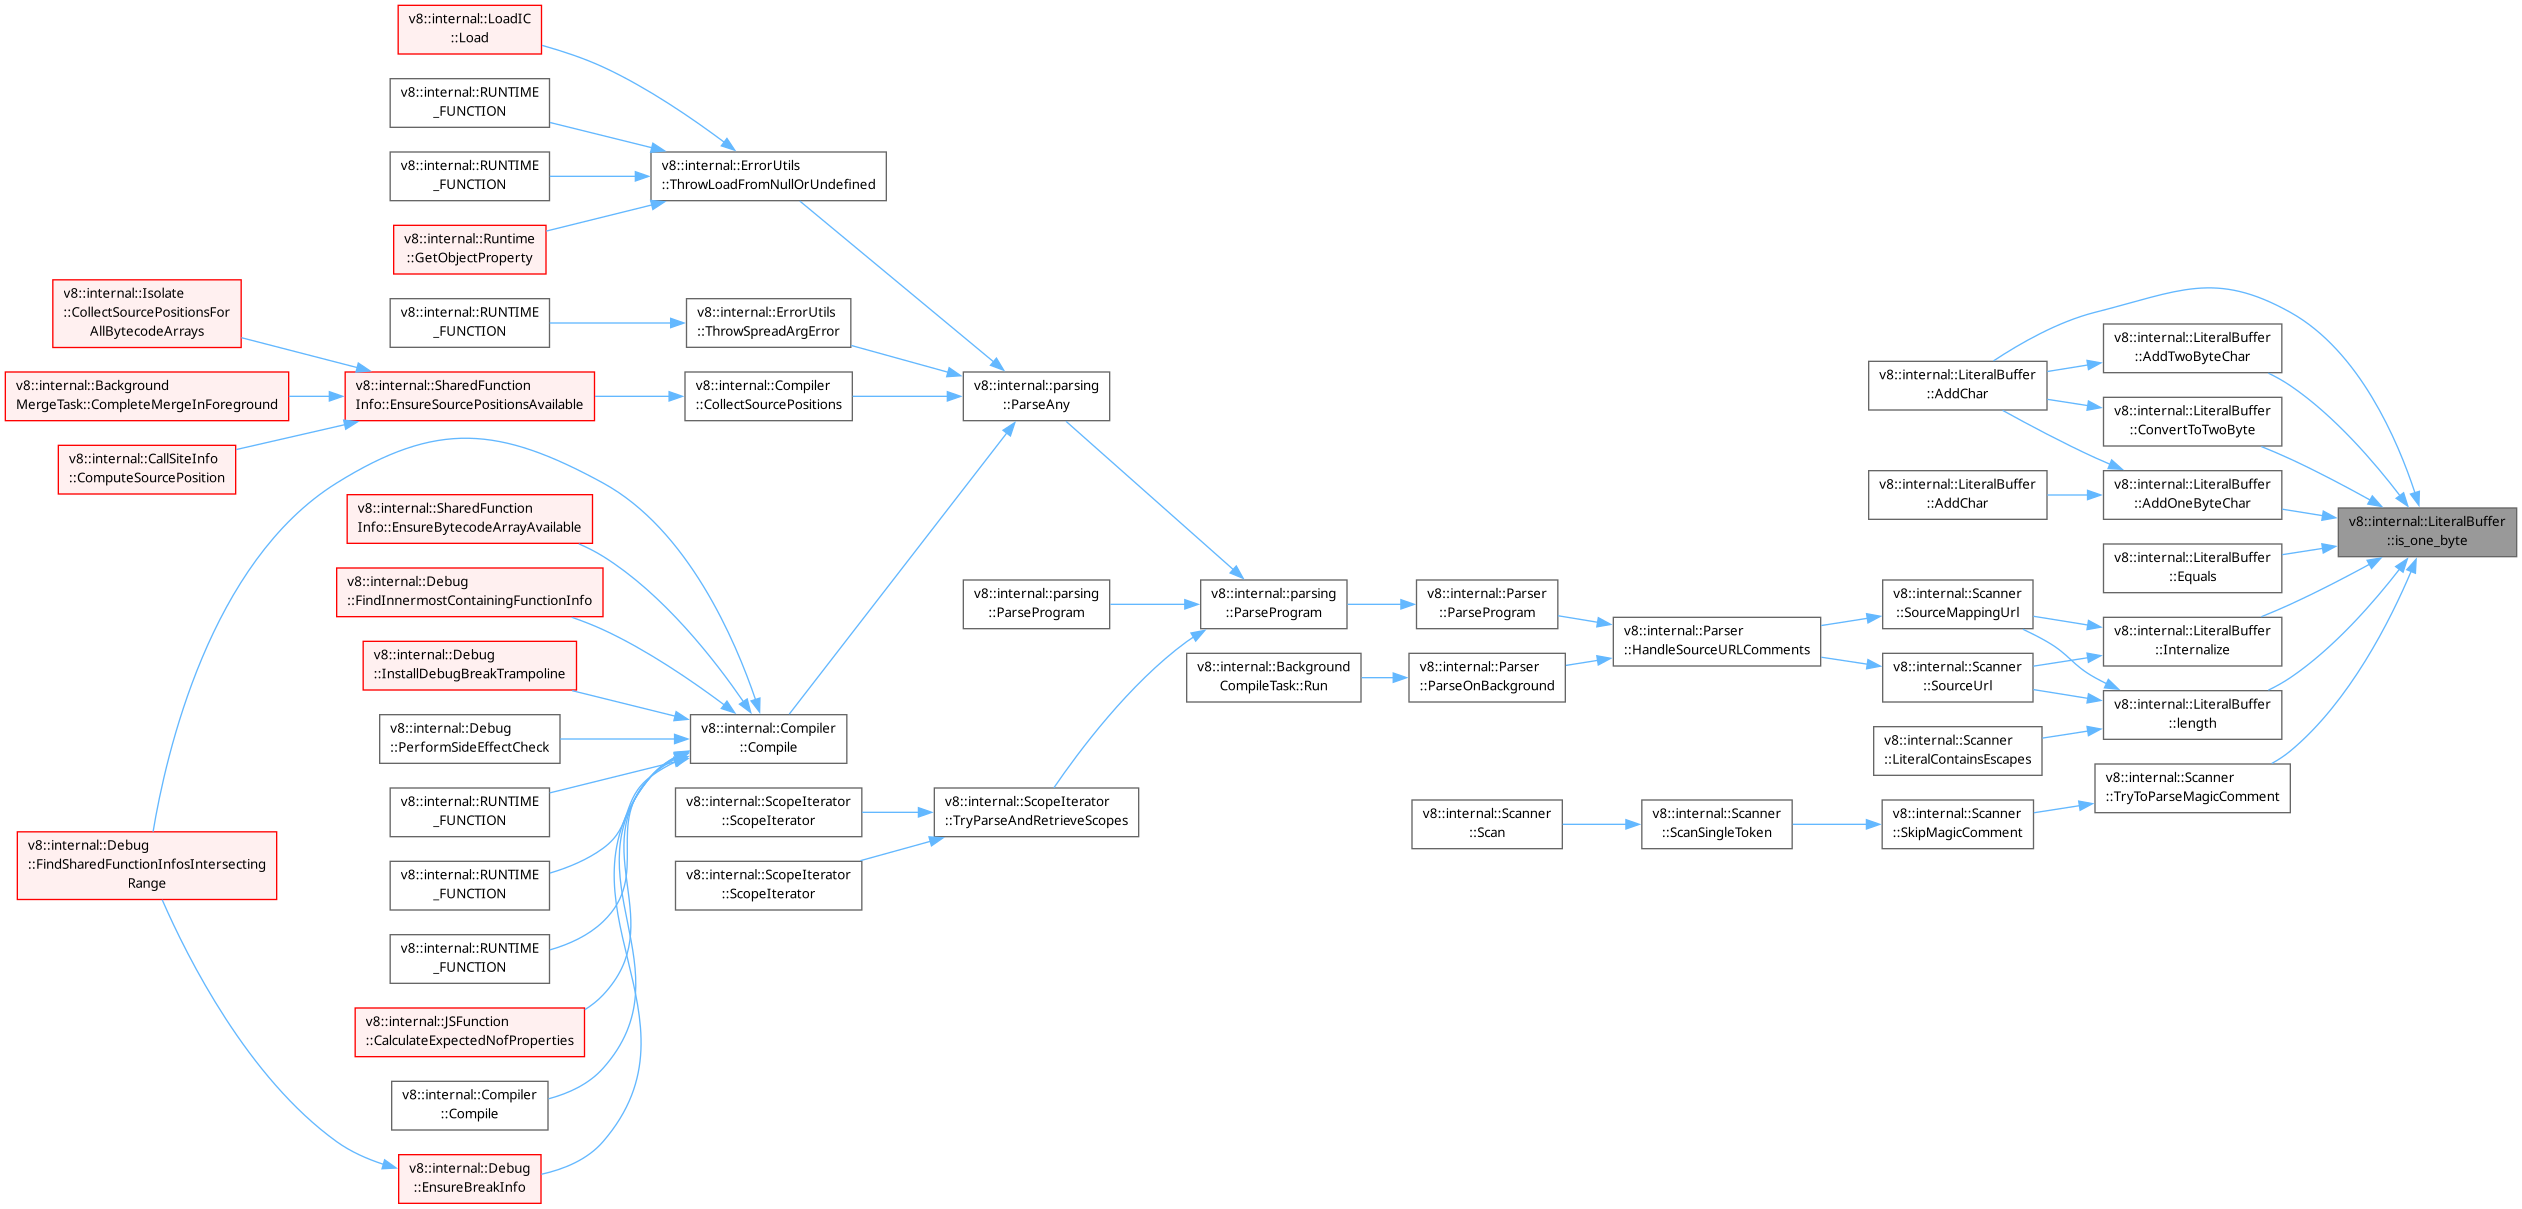 v8::internal::LoadIC
::Load
v8::internal::RUNTIME
_FUNCTION
v8::internal::RUNTIME
_FUNCTION
v8::internal::Runtime
::GetObjectProperty
v8::internal::ErrorUtils
::ThrowLoadFromNullOrUndefined
v8::internal::Isolate
::CollectSourcePositionsFor
AllBytecodeArrays
v8::internal::Background
MergeTask::CompleteMergeInForeground
v8::internal::CallSiteInfo
::ComputeSourcePosition
v8::internal::RUNTIME
_FUNCTION
v8::internal::SharedFunction
Info::EnsureSourcePositionsAvailable
v8::internal::ErrorUtils
::ThrowSpreadArgError
v8::internal::Compiler
::CollectSourcePositions
v8::internal::parsing
::ParseAny
v8::internal::SharedFunction
Info::EnsureBytecodeArrayAvailable
v8::internal::Debug
::FindInnermostContainingFunctionInfo
v8::internal::Debug
::InstallDebugBreakTrampoline
v8::internal::Debug
::PerformSideEffectCheck
v8::internal::RUNTIME
_FUNCTION
v8::internal::RUNTIME
_FUNCTION
v8::internal::RUNTIME
_FUNCTION
v8::internal::JSFunction
::CalculateExpectedNofProperties
v8::internal::Compiler
::Compile
v8::internal::Debug
::EnsureBreakInfo
v8::internal::Debug
::FindSharedFunctionInfosIntersecting
Range
v8::internal::Compiler
::Compile
v8::internal::ScopeIterator
::ScopeIterator
v8::internal::ScopeIterator
::ScopeIterator
v8::internal::parsing
::ParseProgram
v8::internal::ScopeIterator
::TryParseAndRetrieveScopes
v8::internal::parsing
::ParseProgram
v8::internal::Background
CompileTask::Run
v8::internal::Parser
::ParseProgram
v8::internal::Parser
::ParseOnBackground
v8::internal::Scanner
::Scan
v8::internal::Parser
::HandleSourceURLComments
v8::internal::Scanner
::ScanSingleToken
v8::internal::LiteralBuffer
::AddChar
v8::internal::LiteralBuffer
::AddChar
v8::internal::Scanner
::SourceMappingUrl
v8::internal::Scanner
::SourceUrl
v8::internal::Scanner
::LiteralContainsEscapes
v8::internal::Scanner
::SkipMagicComment
v8::internal::LiteralBuffer
::AddTwoByteChar
v8::internal::LiteralBuffer
::ConvertToTwoByte
v8::internal::LiteralBuffer
::AddOneByteChar
v8::internal::LiteralBuffer
::Equals
v8::internal::LiteralBuffer
::Internalize
v8::internal::LiteralBuffer
::length
v8::internal::Scanner
::TryToParseMagicComment
v8::internal::LiteralBuffer
::is_one_byte